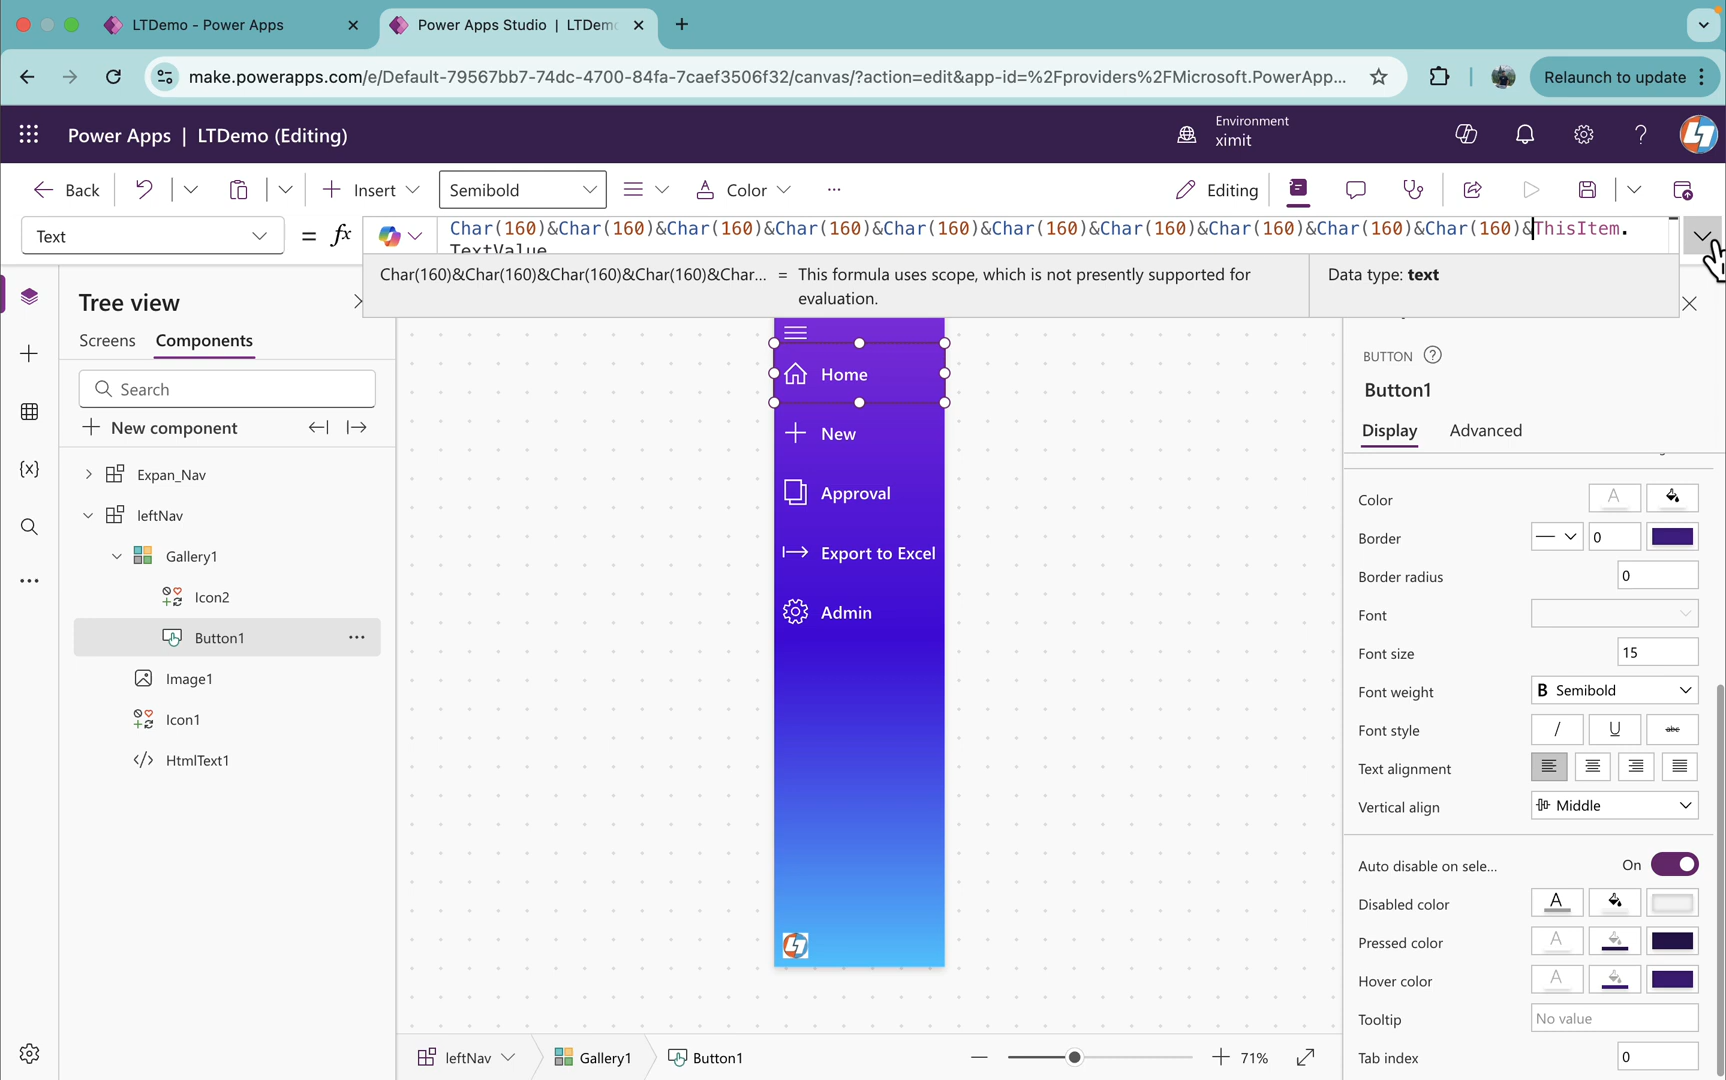 LTDemo - Power Apps
Power Apps Studio | LTDem
make.powerapps.com/e/Default-79567bb7-74dc-4700-84fa-7caef3506f32/canvas/?action=edit&app-id=%2Fproviders%2FMicrosoft.PowerApp...
Relaunch to update
Power Apps | LTDemo (Editing)
Environment
ximit
Back
Insert
Semibold
Color
...
Editing
Text
= fx
Char(160)&Char(160)&Char(160)&Char(160)&Char(160)&Char(160)&Char(160)&Char(160)&Char(160)&Char(160)&ThisItem.
TextValue
Char(160)&Char(160)&Char(160)&Char(160)&Char... = This formula uses scope, which is not presently supported for
evaluation.
Data type: text
Tree view
Screens
Components
Search
New component
Expan_Nav
leftNav
Gallery1
Icon2
Button1
...
Image1
Icon1
HtmlText1
Home
New
Approval
Export to Excel
Admin
BUTTON
Button1
Display
Advanced
Color
Border
0
Border radius
0
Font
Font size
15
Font weight
B Semibold
Font style
/ U abc
Text alignment
Vertical align
Middle
Auto disable on sele...
On
Disabled color
A
Pressed color
A
Hover color
A
Tooltip
No value
Tab index
0
leftNav
Gallery1
Button1
71%